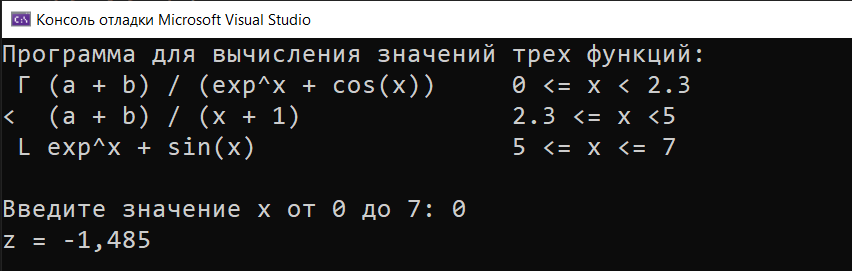 Консоль отладки Microsoft Visual Studio
Программа для вычисления значений трех функций:
Г (a + b) / (exp^x + cos(x)) 0 <= x < 2.3
< (a + b) / (x + 1) 2.3 <= x <5
L exp^x + sin(x) 5 <= x <= 7
Введите значение x от 0 до 7: 0
z = -1,485